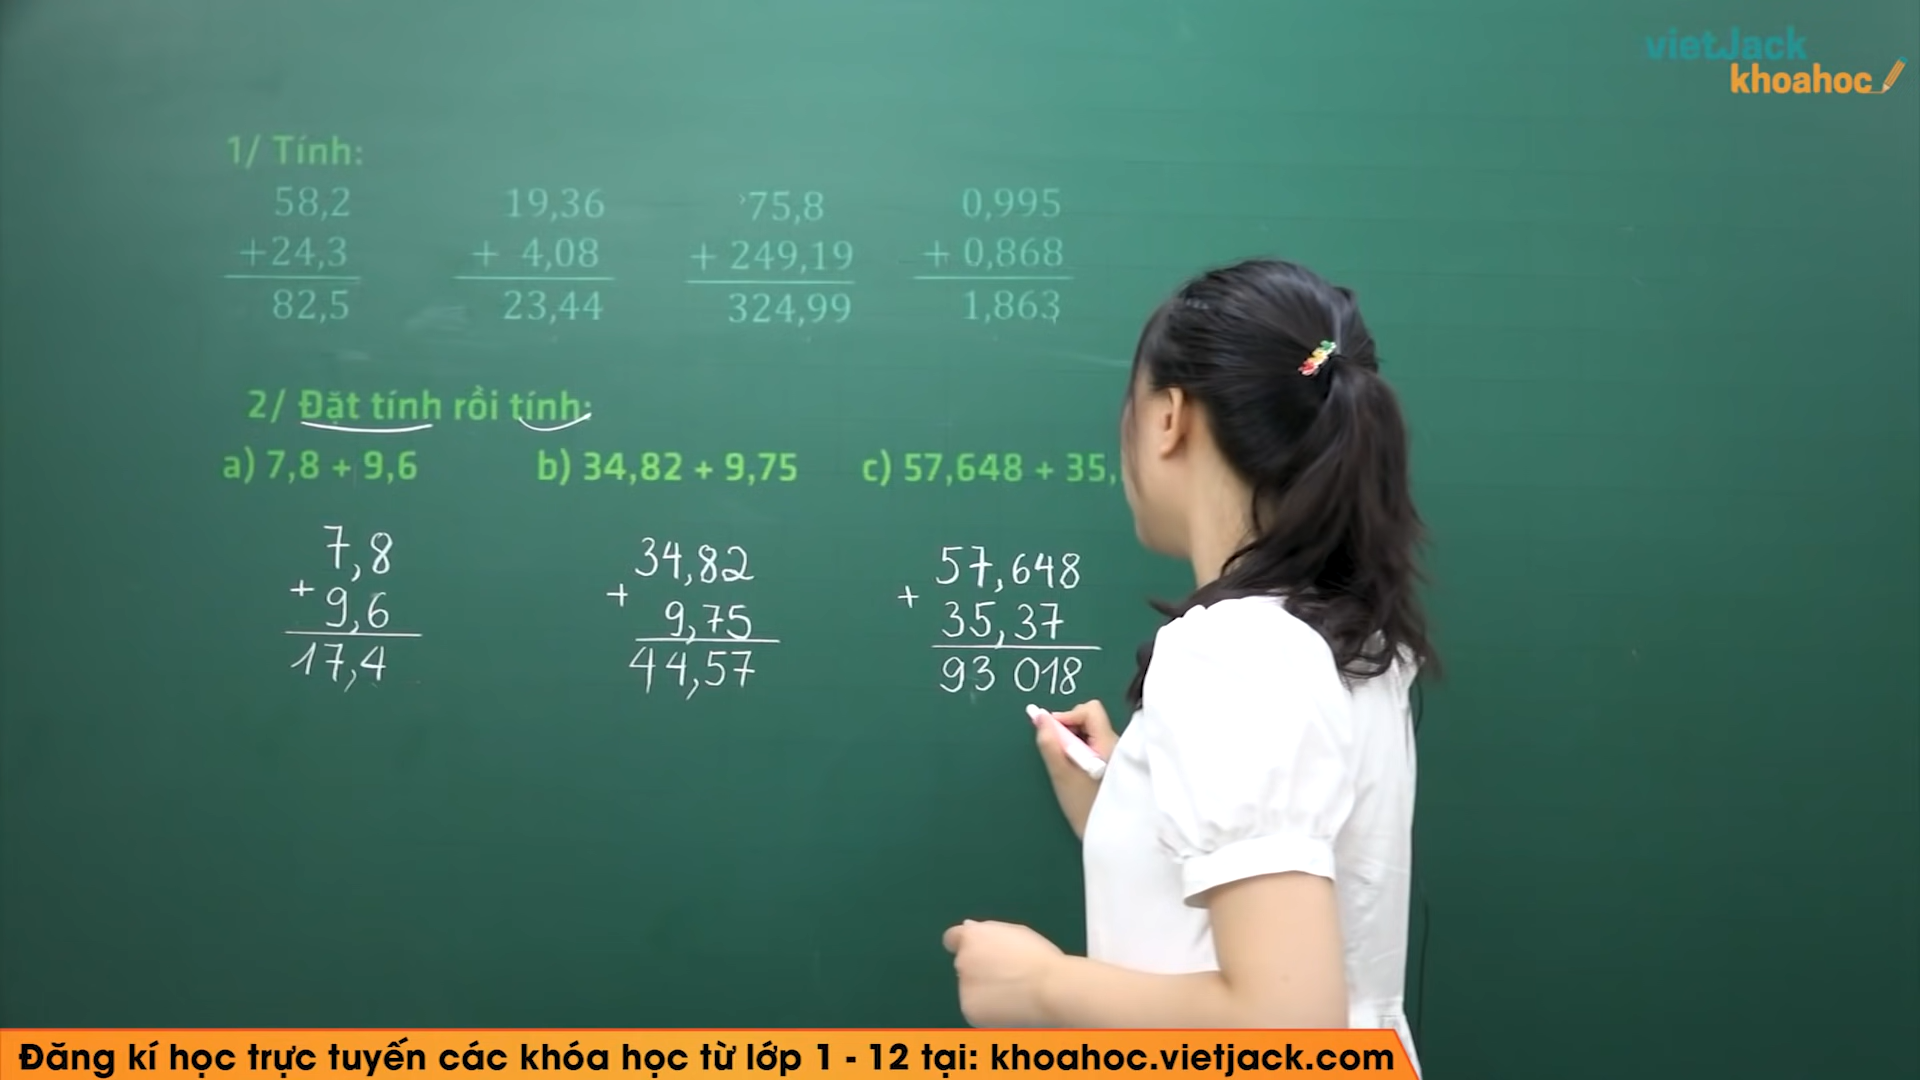 vietJack
khoahoc
1/ Tính:
58,2 19,36 75,8 0,995
+24,3 + 4,08 + 249,19 + 0,868
82,5 23,44 324,99 1,863
2/ Đặt tính rồi tính:
a) 7,8 + 9,6 b) 34,82 + 9,75 c) 57,648 + 35,
7,8 34,82 57,648
+ + +
9,6 9,75 35,37
17,4 44,57 93 018
Đăng kí học trực tuyến các khóa học từ lớp 1 - 12 tại: khoahoc.vietjack.com